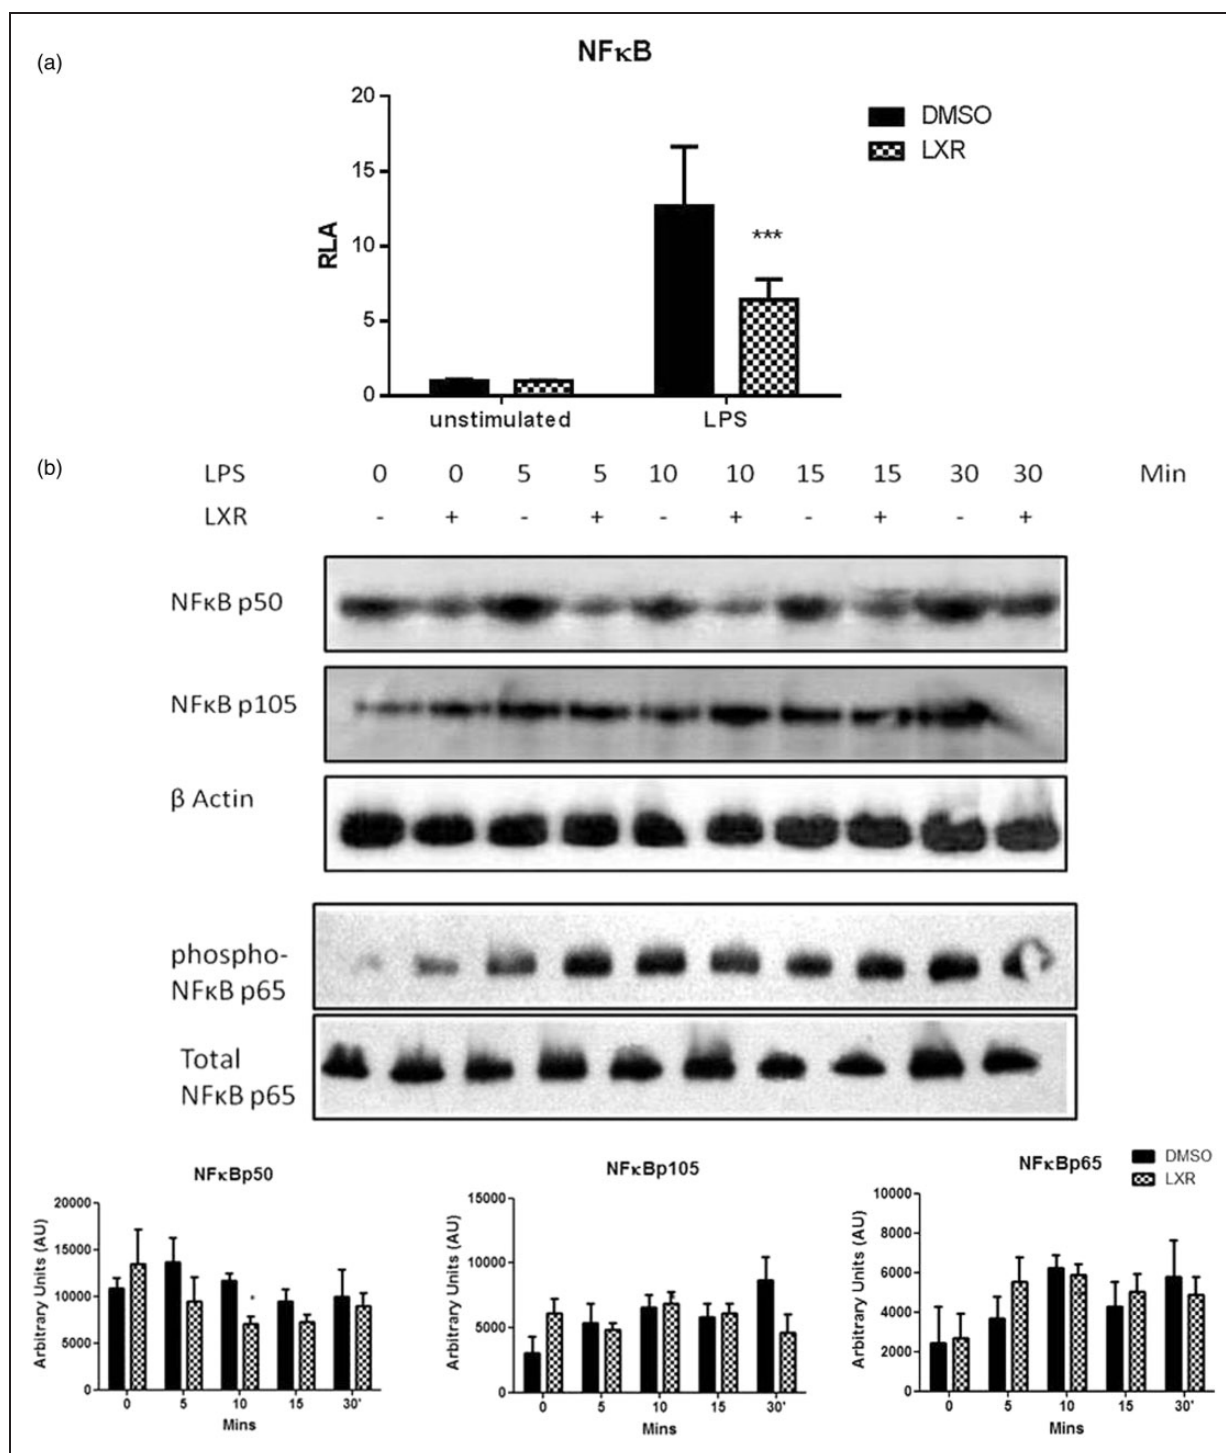 (a)
NFκB
20
15
10
5
0
RLA
DMSO
LXR
***
unstimulated LPS
(b)
LPS 0 0 5 5 10 10 15 15 30 30 Min
LXR - + - + - + - + - +
NFκB p50
NFκB p105
β Actin
phospho-
NFκB p65
Total
NFκB p65
NFκBp50
20000
15000
10000
5000
0
Arbitrary Units (AU)
*
0 5 10 15 30'
Mins
NFκBp105
15000
10000
5000
0
Arbitrary Units (AU)
0 5 10 15 30'
Mins
NFκBp65
DMSO
LXR
10000
8000
6000
4000
2000
0
Arbitrary Units (AU)
0 5 10 15 30'
Mins